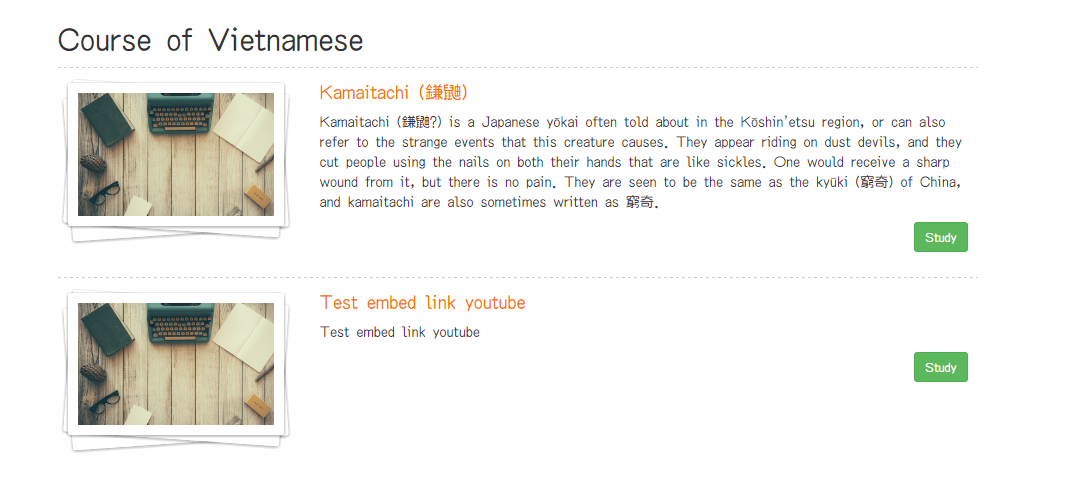 Course of Vietnamese
Kamaitachi (鎌鼬)
Kamaitachi (鎌鼬?) is a Japanese yōkai often told about in the Kōshin'etsu region, or can also
refer to the strange events that this creature causes. They appear riding on dust devils, and they
cut people using the nails on both their hands that are like sickles. One would receive a sharp
wound from it, but there is no pain. They are seen to be the same as the kyūki (窮奇) of China,
and kamaitachi are also sometimes written as 窮奇.
Study
Test embed link youtube
Test embed link youtube
Study